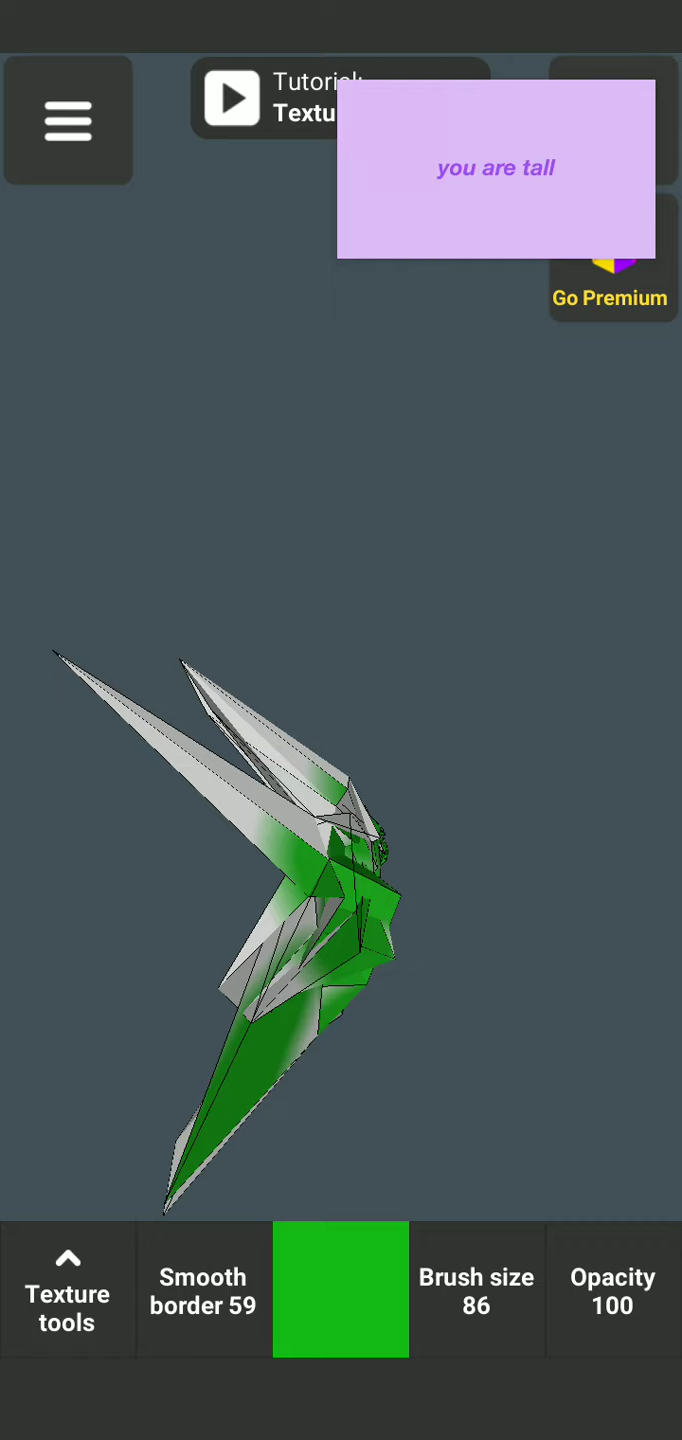 Tutorial:
Textu
you are tall
Go Premium
Texture
tools
Smooth
border 59
Brush size
86
Opacity
100